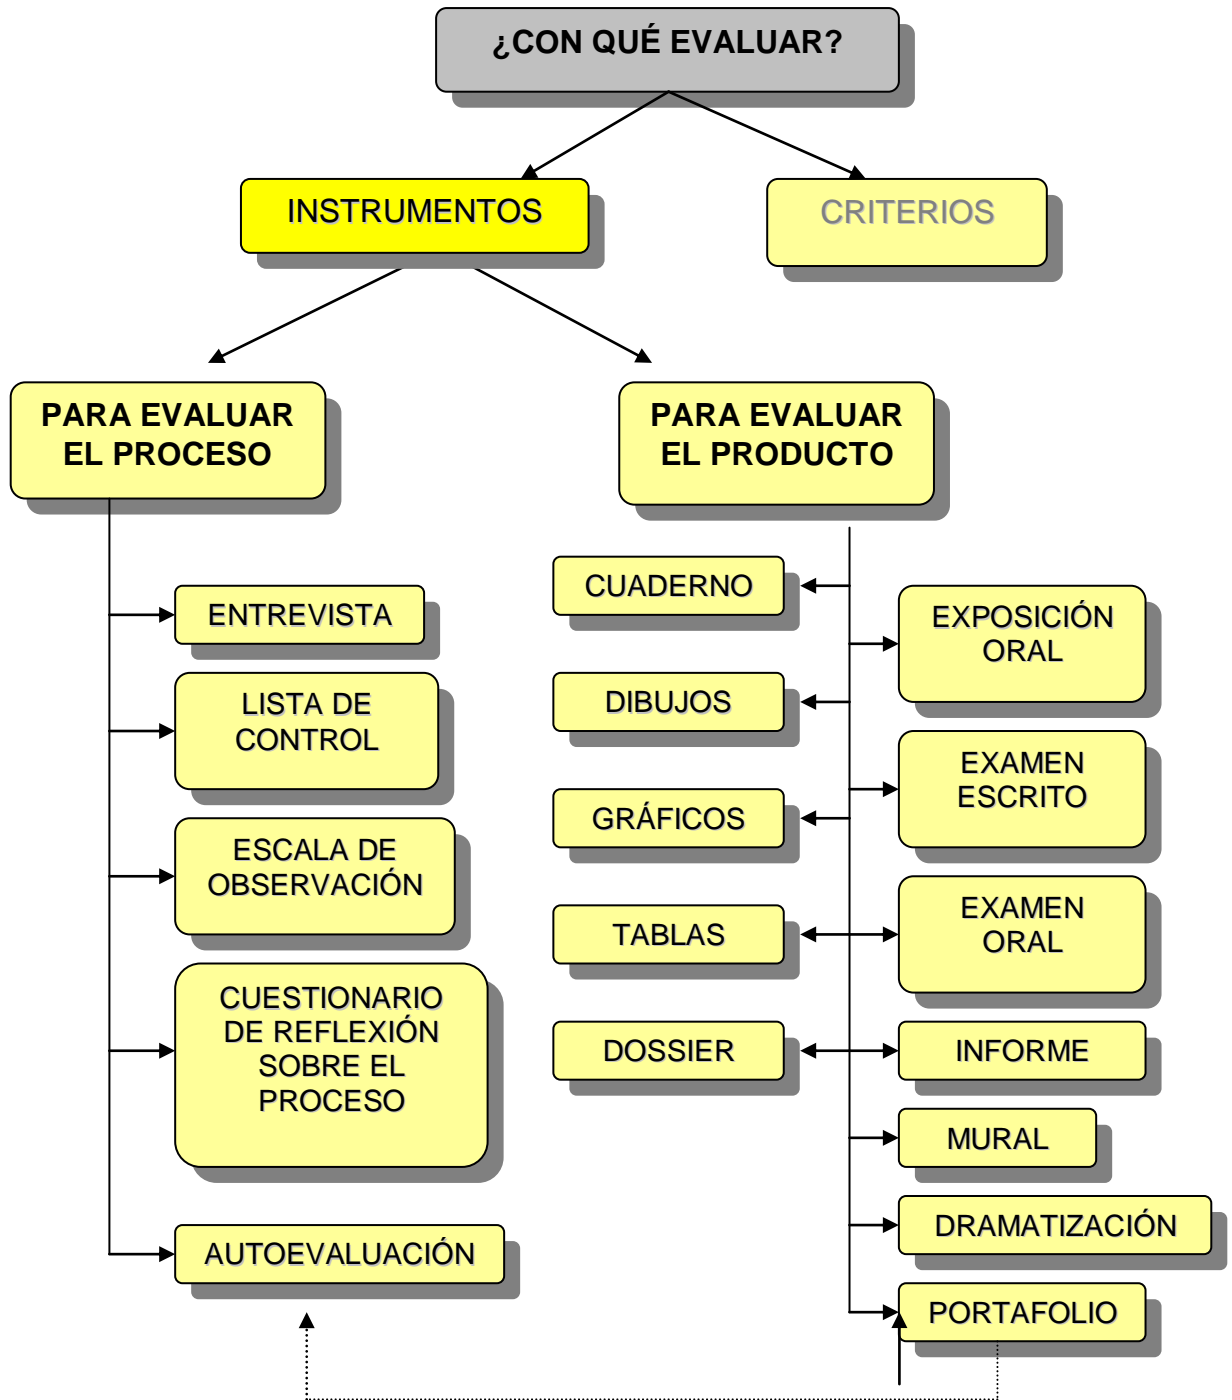 ¿CON QUÉ EVALUAR?
INSTRUMENTOS
CRITERIOS
PARA EVALUAR
EL PROCESO
PARA EVALUAR
EL PRODUCTO
ENTREVISTA
LISTA DE
CONTROL
ESCALA DE
OBSERVACIÓN
CUESTIONARIO
DE REFLEXIÓN
SOBRE EL
PROCESO
AUTOEVALUACIÓN
CUADERNO
DIBUJOS
GRÁFICOS
TABLAS
DOSSIER
EXPOSICIÓN
ORAL
EXAMEN
ESCRITO
EXAMEN
ORAL
INFORME
MURAL
DRAMATIZACIÓN
PORTAFOLIO